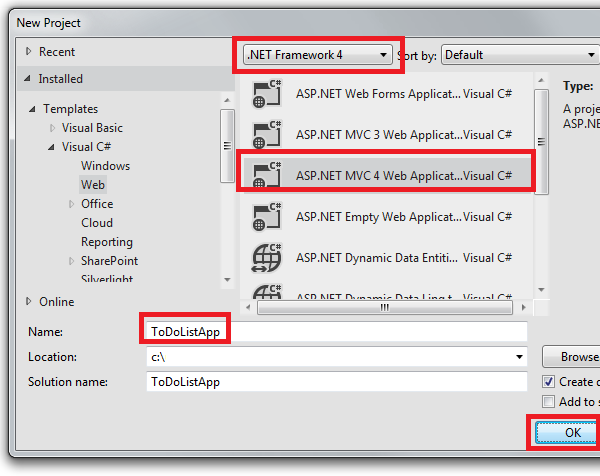 New Project
Recent
.NET Framework 4 Sort by: Default
Installed
Templates
Visual Basic
Visual C#
Windows
Web
Office
Cloud
Reporting
SharePoint
Silverlight
Online
C# ASP.NET Web Forms Applicat... Visual C#
C# ASP.NET MVC 3 Web Applicat... Visual C#
C# ASP.NET MVC 4 Web Applicat... Visual C#
C# ASP.NET Empty Web Applicat... Visual C#
C# ASP.NET Dynamic Data Entiti... Visual C#
C# ASP.NET Dynamic Data Linq t... Visual C#
Type:
A proje
ASP.NE
Name: ToDoListApp
Location: c:\
Browse
Solution name: ToDoListApp
Create d
Add to s
OK